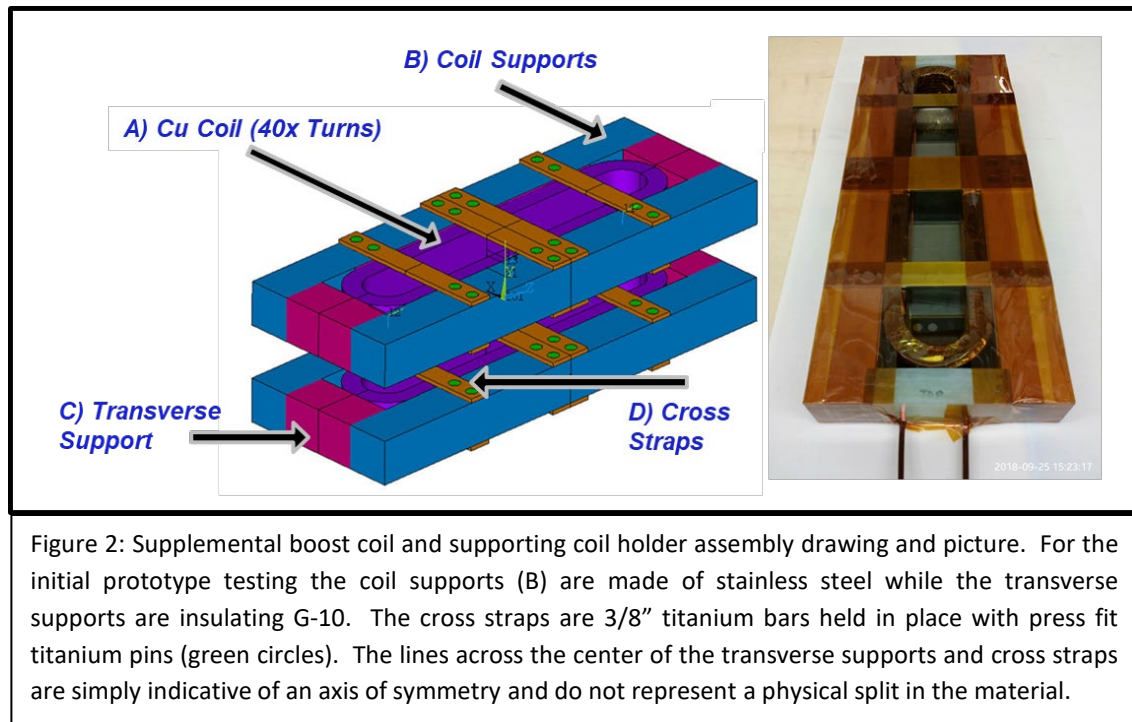 B) Coil Supports
A) Cu Coil (40x Turns)
C) Transverse
Support
D) Cross
Straps
2018-09-25 15:23:17
Figure 2: Supplemental boost coil and supporting coil holder assembly drawing and picture. For the
initial prototype testing the coil supports (B) are made of stainless steel while the transverse
supports are insulating G-10. The cross straps are 3/8” titanium bars held in place with press fit
titanium pins (green circles). The lines across the center of the transverse supports and cross straps
are simply indicative of an axis of symmetry and do not represent a physical split in the material.